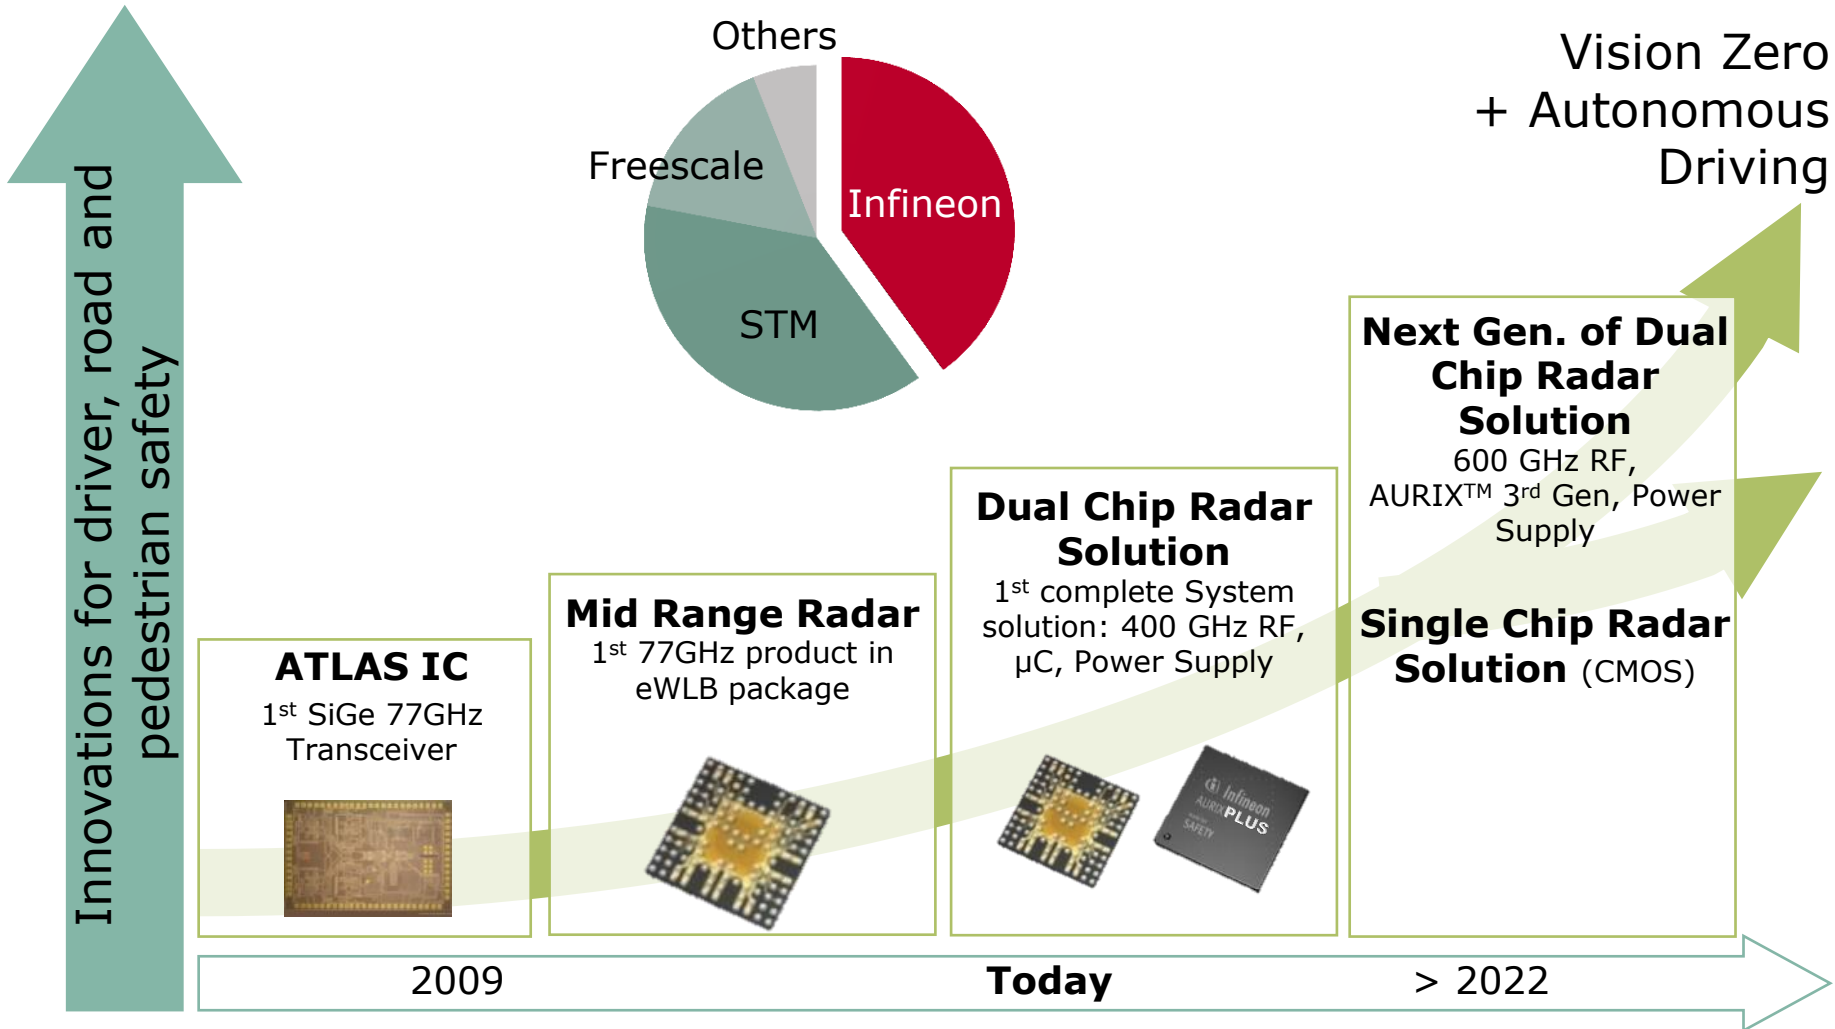 Others
Freescale
Infineon
STM
Vision Zero
+ Autonomous
Driving
Innovations for driver, road and
pedestrian safety
ATLAS IC
1st SiGe 77GHz
Transceiver
Mid Range Radar
1st 77GHz product in
eWLB package
Dual Chip Radar
Solution
1st complete System
solution: 400 GHz RF,
µC, Power Supply
Infineon
AURIX PLUS
SAFETY
Next Gen. of Dual
Chip Radar
Solution
600 GHz RF,
AURIX™ 3rd Gen, Power
Supply
Single Chip Radar
Solution (CMOS)
2009
Today
> 2022